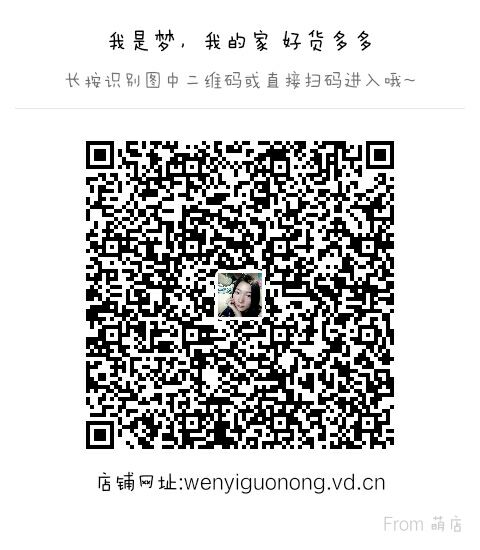 我是梦，我的家 好货多多
长按识别图中二维码或直接扫码进入哦~
店铺网址:wenyiguonong.vd.cn
From 萌店